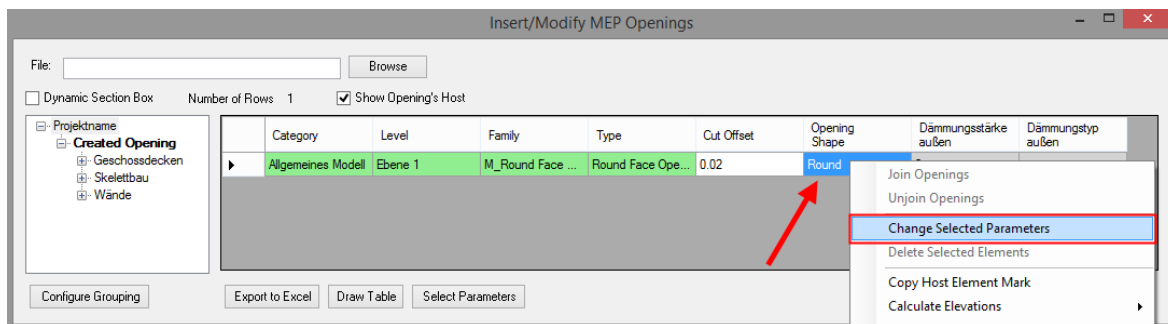 Insert/Modify MEP Openings
File:
Browse
Dynamic Section Box Number of Rows 1 Show Opening's Host
Projektname
Created Opening
Geschossdecken
Skelettbau
Wände
Category Level Family Type Cut Offset Opening Shape Dämmungsstärke außen Dämmungstyp außen
Allgemeines Modell Ebene 1 M_Round Face ... Round Face Ope... 0.02 Round
Join Openings
Unjoin Openings
Change Selected Parameters
Delete Selected Elements
Copy Host Element Mark
Calculate Elevations
Configure Grouping Export to Excel Draw Table Select Parameters